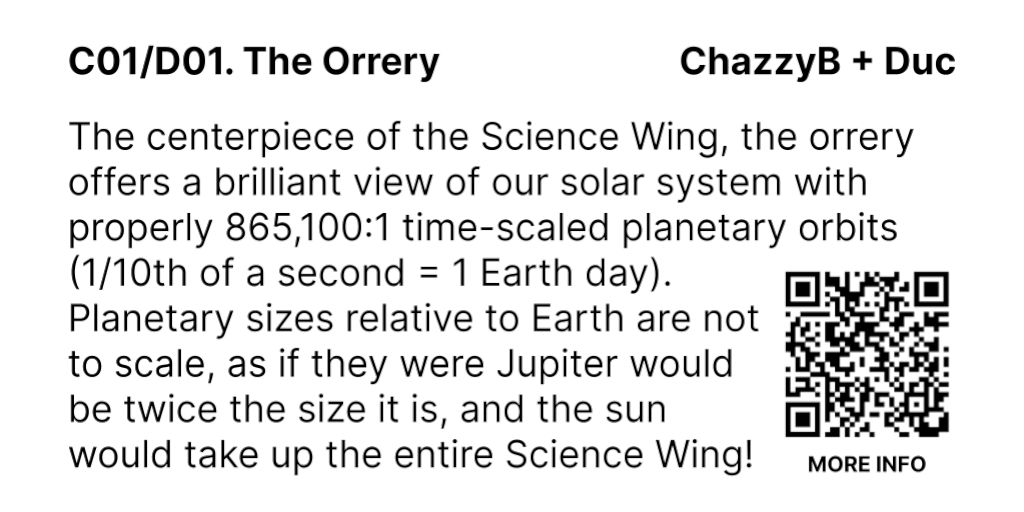 C01/D01. The Orrery
ChazzyB + Duc
The centerpiece of the Science Wing, the orrery
offers a brilliant view of our solar system with
properly 865,100:1 time-scaled planetary orbits
(1/10th of a second = 1 Earth day).
Planetary sizes relative to Earth are not
to scale, as if they were Jupiter would
be twice the size it is, and the sun
would take up the entire Science Wing!
MORE INFO